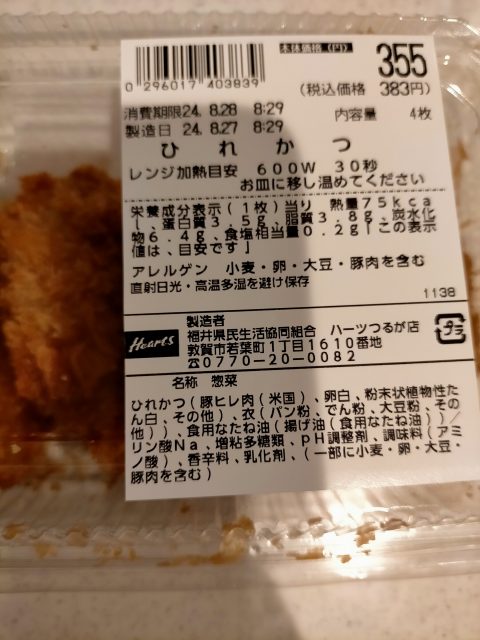 本体価格(円) 355
0 296017 403839
(税込価格 383円)
消費期限24. 8.28 8:29 内容量 4枚
製造日 24. 8.27 8:29
ひれかつ
レンジ加熱目安 600W 30秒
お皿に移し温めてください
栄養成分表示(1枚)当り 熱量75kca
l、蛋白質3.5g、脂質3.8g、炭水化
物6.4g、食塩相当量0.2g「この表示
値は、目安です」
アレルゲン 小麦・卵・大豆・豚肉を含む
直射日光・高温多湿を避け保存
1138
製造者
Hearts 福井県民生活協同組合 ハーツつるが店
敦賀市若葉町1丁目1610番地
☎0770-20-0082
プラ
名称 惣菜
ひれかつ(豚ヒレ肉(米国)、卵白、粉末状植物性た
ん白、その他)、衣(パン粉、でん粉、大豆粉、その
他)、食用なたね油(揚げ油(食用なたね油))/
リン酸Na、増粘多糖類、pH調整剤、調味料(アミ
ノ酸)、香辛料、乳化剤、(一部に小麦・卵・大豆・
豚肉を含む)